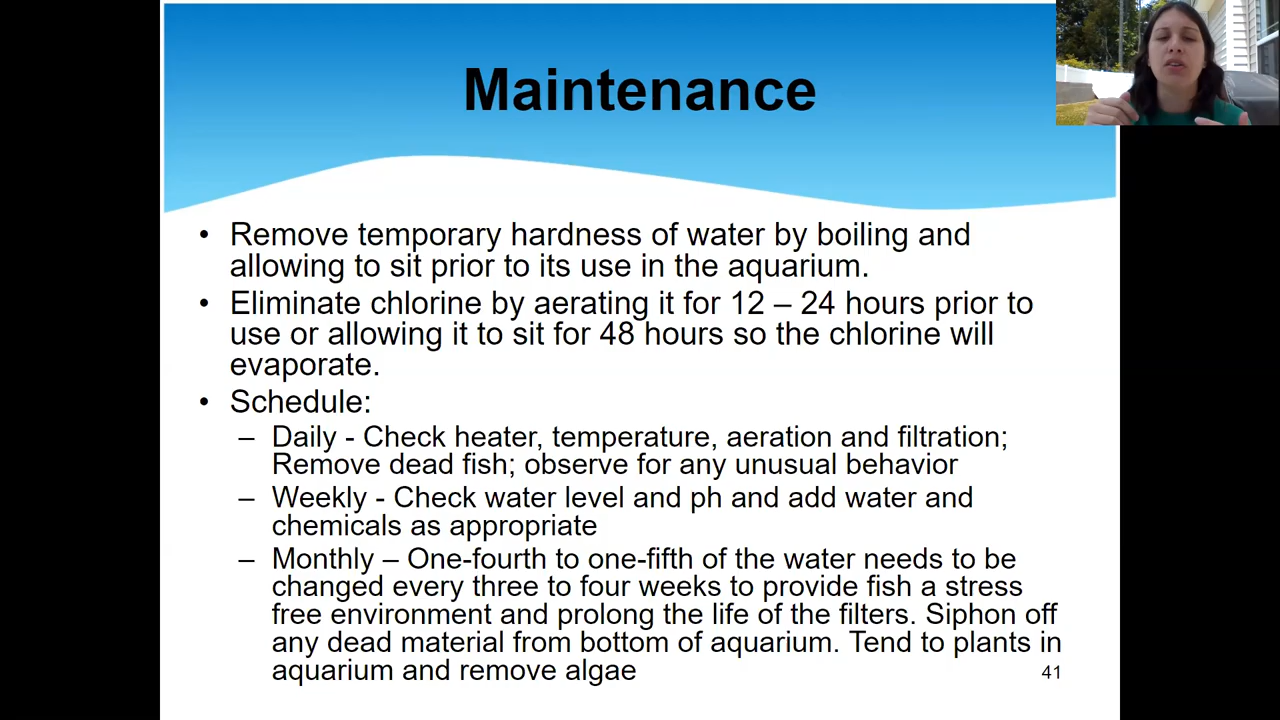 Maintenance
• Remove temporary hardness of water by boiling and
allowing to sit prior to its use in the aquarium.
• Eliminate chlorine by aerating it for 12 – 24 hours prior to
use or allowing it to sit for 48 hours so the chlorine will
evaporate.
• Schedule:
– Daily - Check heater, temperature, aeration and filtration;
Remove dead fish; observe for any unusual behavior
– Weekly - Check water level and ph and add water and
chemicals as appropriate
– Monthly – One-fourth to one-fifth of the water needs to be
changed every three to four weeks to provide fish a stress
free environment and prolong the life of the filters. Siphon off
any dead material from bottom of aquarium. Tend to plants in
aquarium and remove algae
41